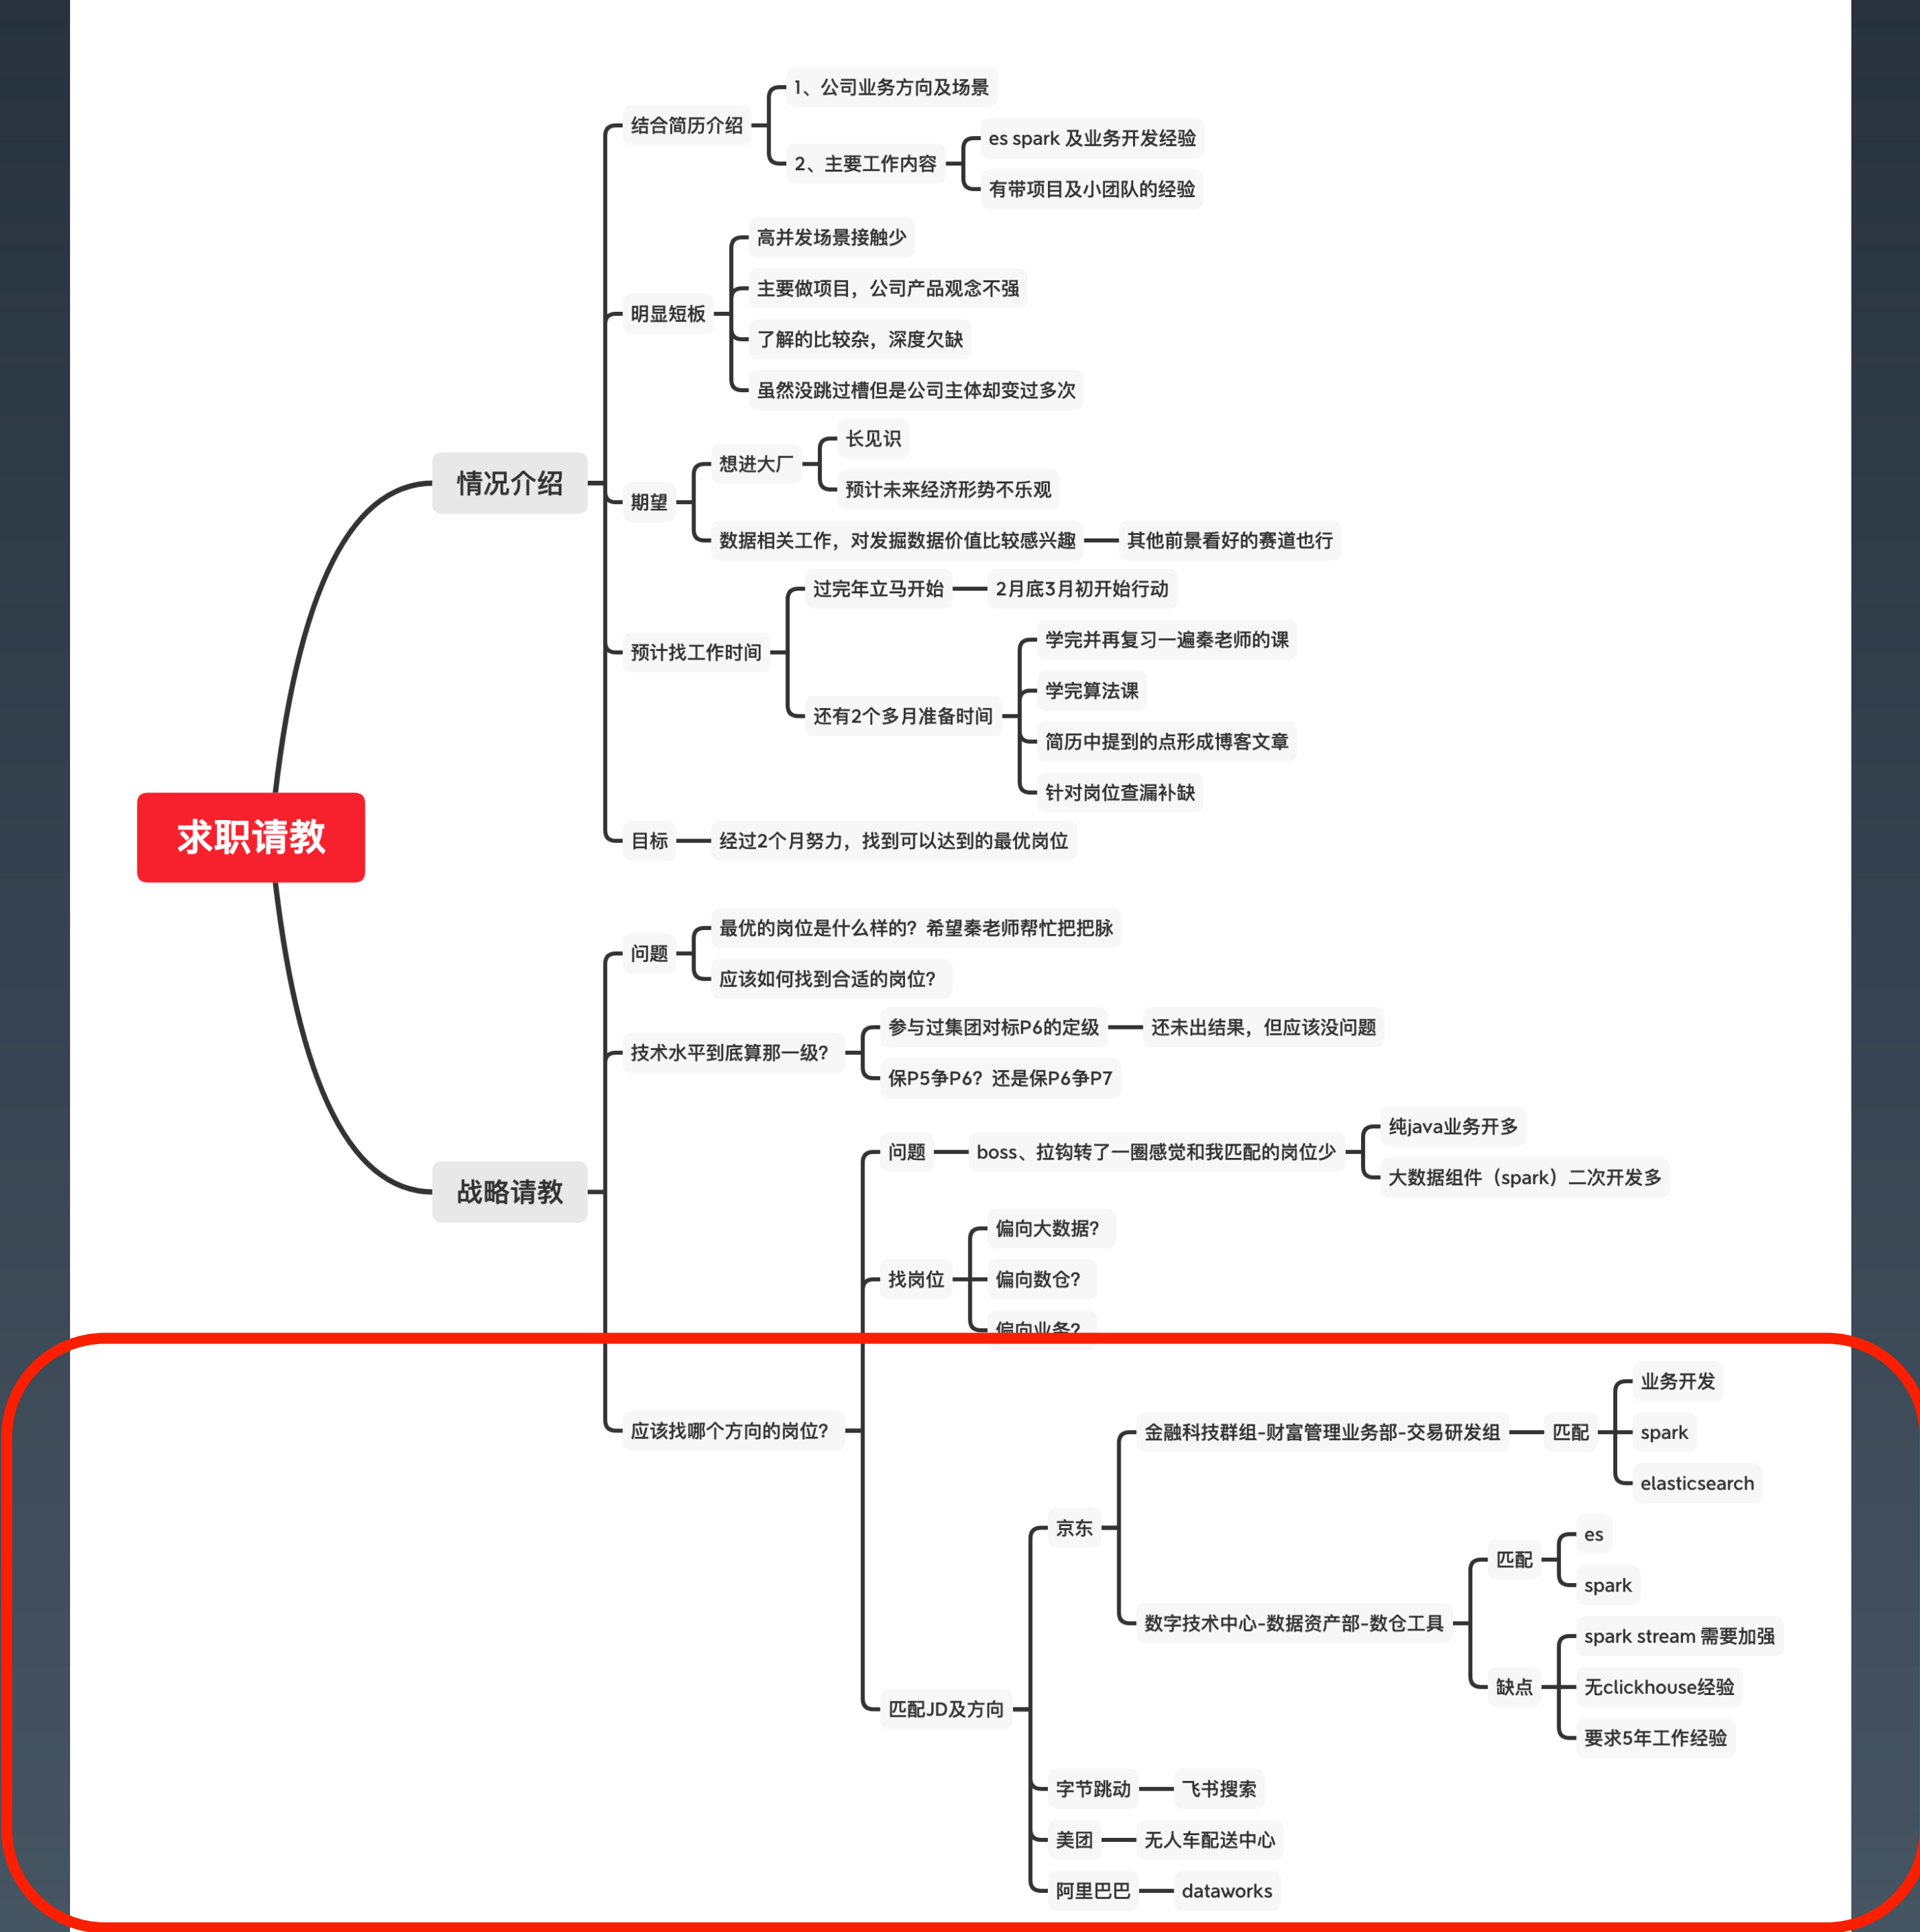 求职请教
情况介绍
结合简历介绍
1、公司业务方向及场景
2、主要工作内容
es spark 及业务开发经验
有带项目及小团队的经验
明显短板
高并发场景接触少
主要做项目，公司产品观念不强
了解的比较杂，深度欠缺
虽然没跳过槽但是公司主体却变过多次
期望
想进大厂
长见识
预计未来经济形势不乐观
数据相关工作，对发掘数据价值比较感兴趣
其他前景看好的赛道也行
预计找工作时间
过完年立马开始
2月底3月初开始行动
还有2个多月准备时间
学完并再复习一遍秦老师的课
学完算法课
简历中提到的点形成博客文章
针对岗位查漏补缺
目标
经过2个月努力，找到可以达到的最优岗位
战略请教
问题
最优的岗位是什么样的？希望秦老师帮忙把把脉
应该如何找到合适的岗位？
技术水平到底算那一级？
参与过集团对标P6的定级
还未出结果，但应该没问题
保P5争P6？还是保P6争P7
应该找哪个方向的岗位？
问题
boss、拉钩转了一圈感觉和我匹配的岗位少
纯java业务开多
大数据组件（spark）二次开发多
找岗位
偏向大数据？
偏向数仓？
偏向业务？
匹配JD及方向
京东
金融科技群组-财富管理业务部-交易研发组
匹配
业务开发
spark
elasticsearch
数字技术中心-数据资产部-数仓工具
匹配
es
spark
缺点
spark stream 需要加强
无clickhouse经验
要求5年工作经验
字节跳动
飞书搜索
美团
无人车配送中心
阿里巴巴
dataworks